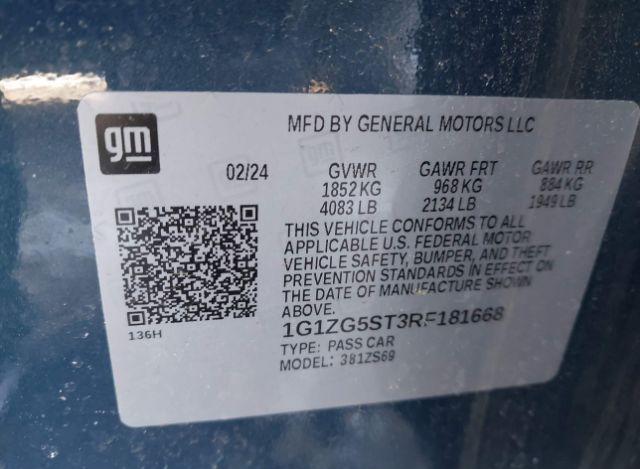 gm
MFD BY GENERAL MOTORS LLC
02/24 GVWR GAWR FRT GAWR RR
1852 KG 968 KG 884 KG
4083 LB 2134 LB 1949 LB
THIS VEHICLE CONFORMS TO ALL
APPLICABLE U.S. FEDERAL MOTOR
VEHICLE SAFETY, BUMPER, AND THEFT
PREVENTION STANDARDS IN EFFECT ON
THE DATE OF MANUFACTURE SHOWN
ABOVE.
136H
1G1ZG5ST3RF181668
TYPE: PASS CAR
MODEL: 381ZS69